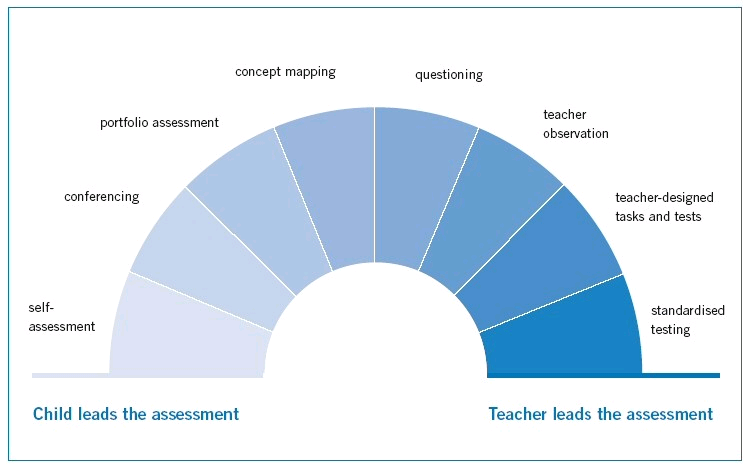 concept mapping
questioning
portfolio assessment
teacher
observation
conferencing
teacher-designed
tasks and tests
self-
assessment
standardised
testing
Child leads the assessment
Teacher leads the assessment